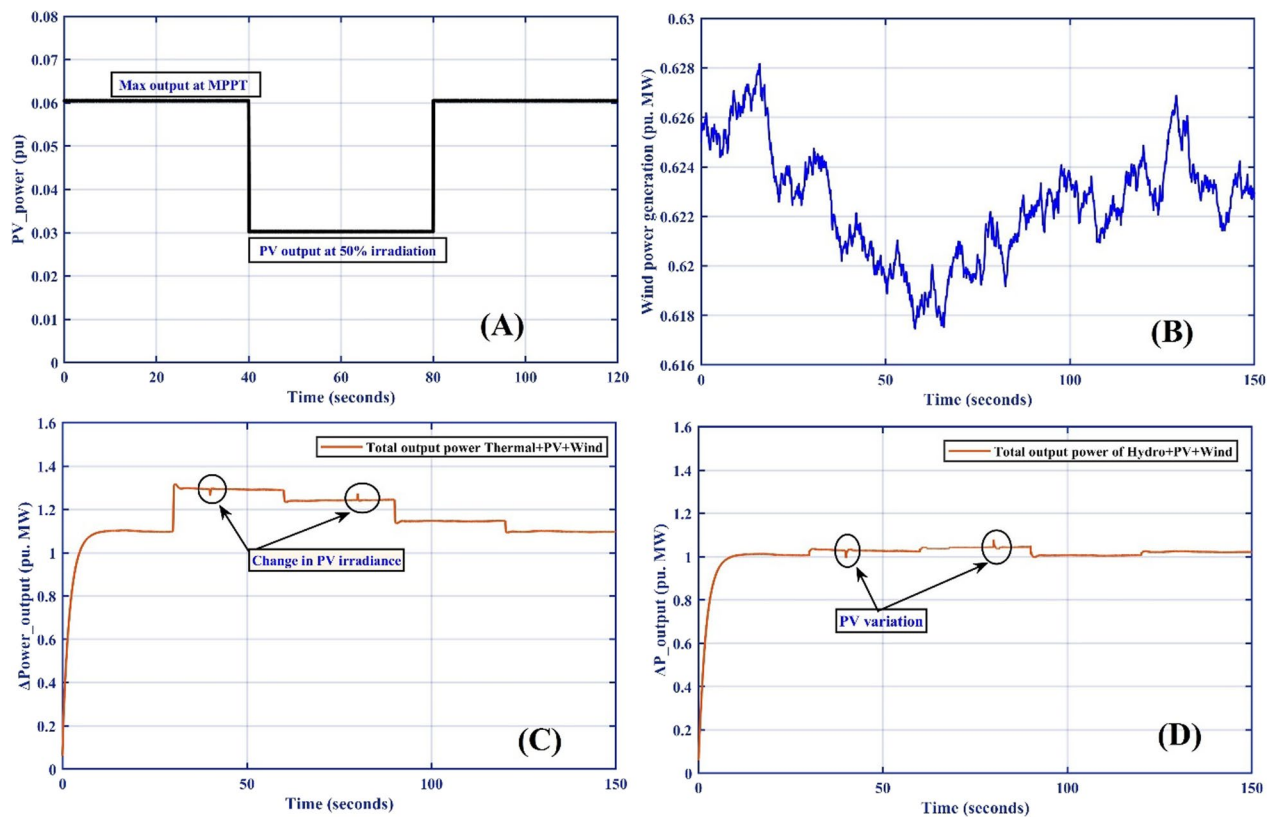 0.08
0.07
0.06
0.05
0.04
0.03
0.02
0.01
0
PV_power (pu)
Max output at MPPT
PV output at 50% irradiation
(A)
0 20 40 60 80 100 120
Time (seconds)
0.63
0.628
0.626
0.624
0.622
0.62
0.618
0.616
Wind power generation (pu. MW)
(B)
0 50 100 150
Time (seconds)
1.6
1.4
1.2
1
0.8
0.6
0.4
0.2
0
ΔPower_output (pu. MW)
Total output power Thermal+PV+Wind
Change in PV irradiance
(C)
0 50 100 150
Time (seconds)
1.6
1.4
1.2
1
0.8
0.6
0.4
0.2
0
ΔP_output (pu. MW)
Total output power of Hydro+PV+Wind
PV variation
(D)
0 50 100 150
Time (seconds)